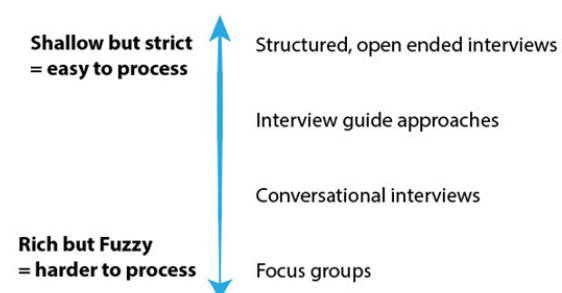 Shallow but strict
= easy to process
Structured, open ended interviews
Interview guide approaches
Conversational interviews
Rich but Fuzzy
= harder to process
Focus groups